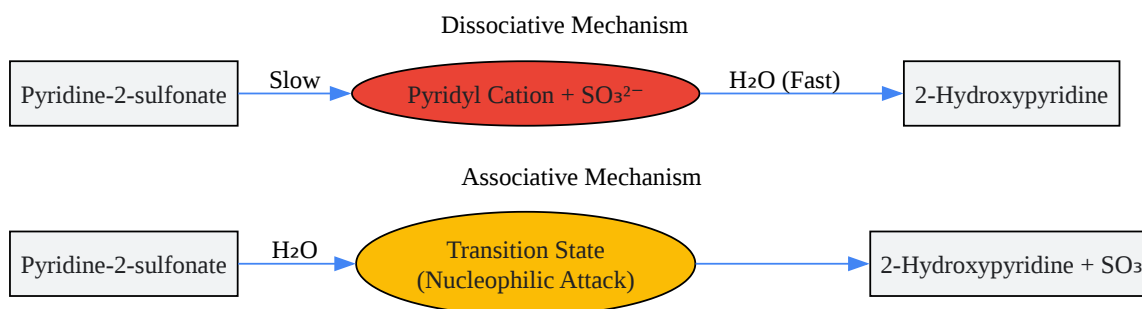 Dissociative Mechanism
Pyridine-2-sulfonate
Slow
Pyridyl Cation + SO₃²⁻
H₂O (Fast)
2-Hydroxypyridine
Associative Mechanism
Pyridine-2-sulfonate
H₂O
Transition State
(Nucleophilic Attack)
2-Hydroxypyridine + SO₃